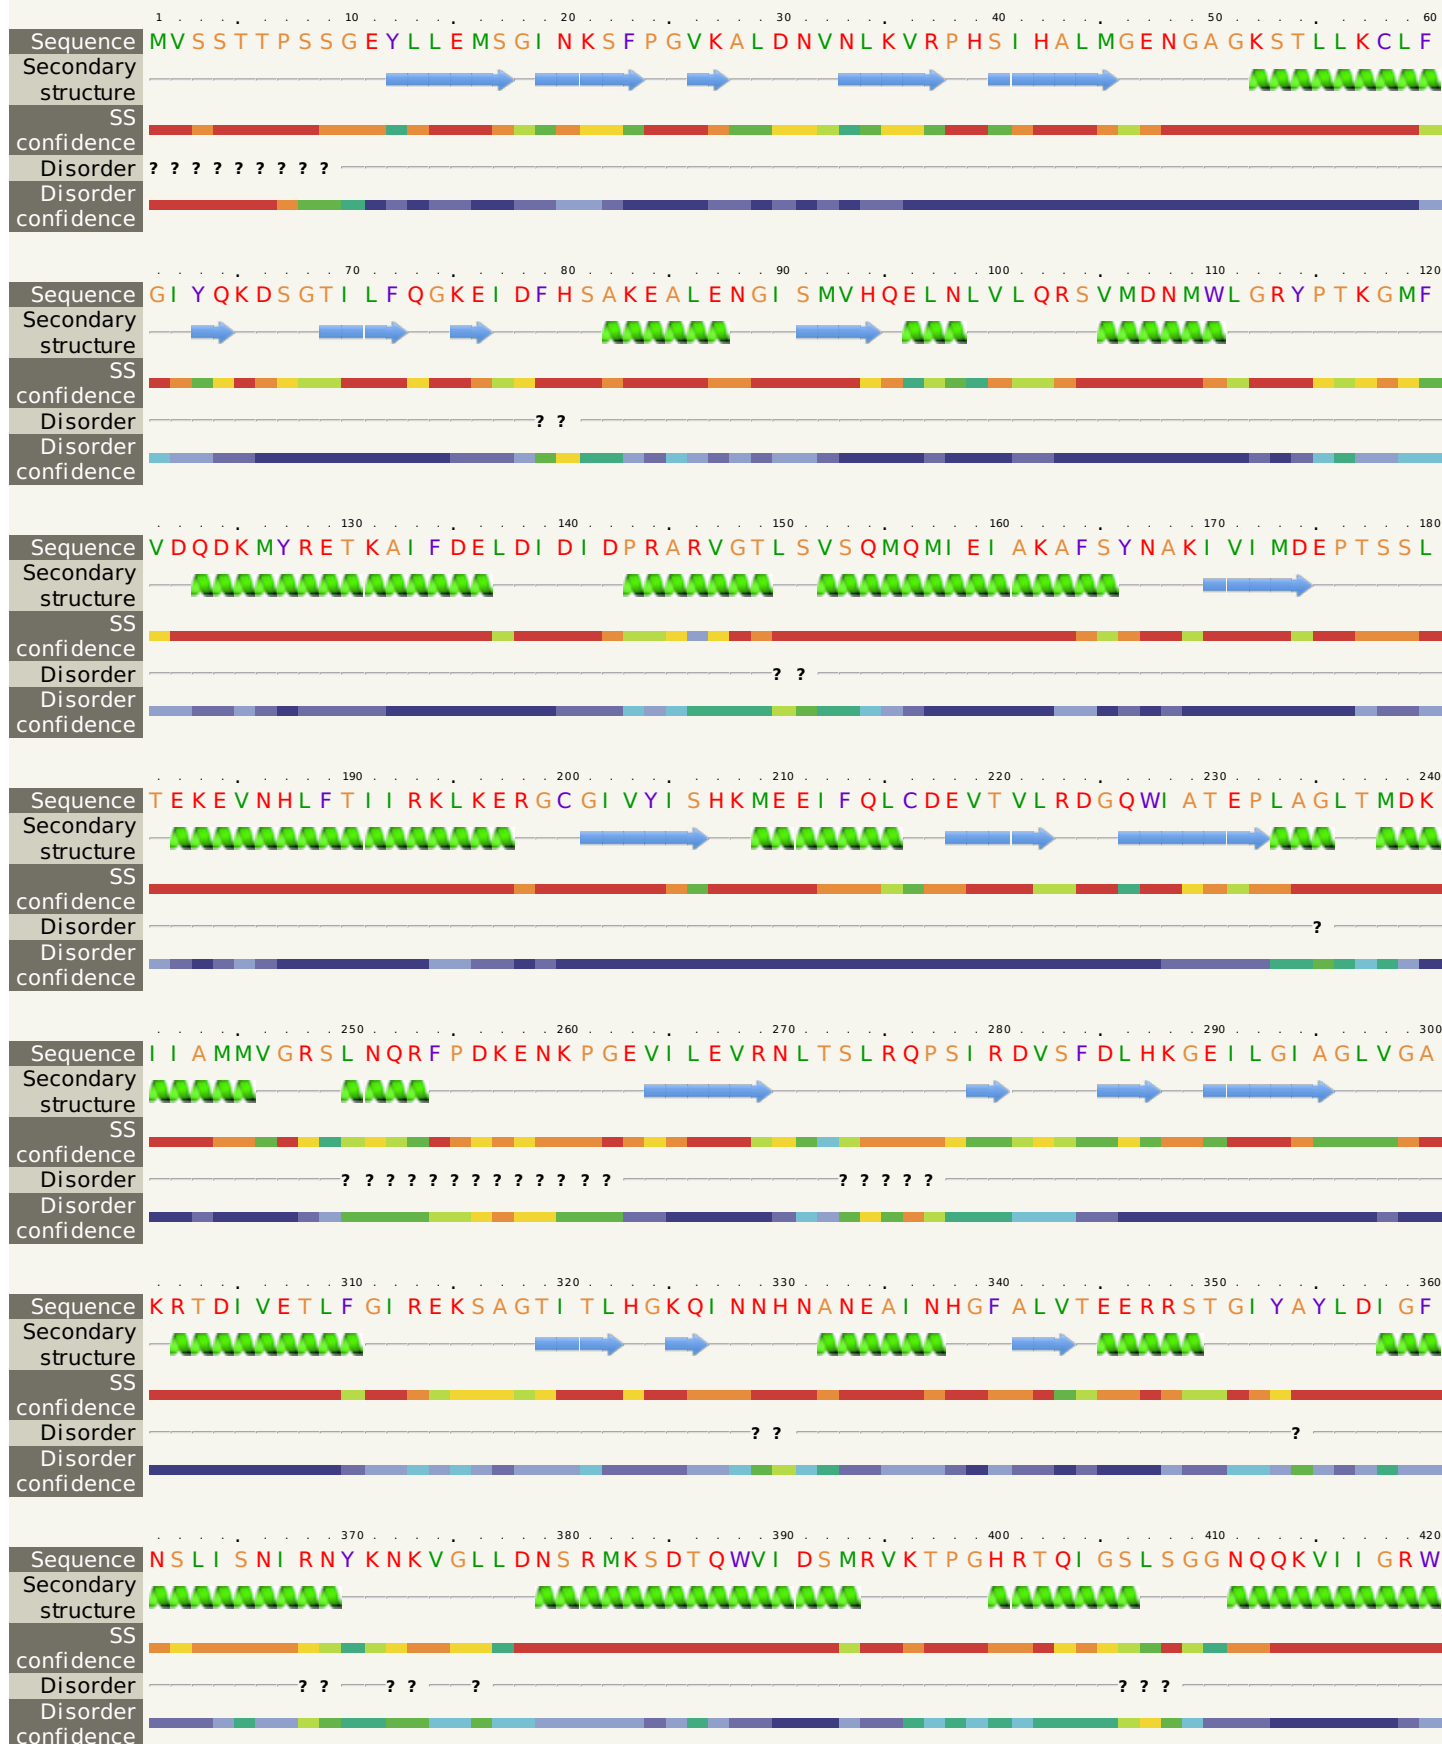 1 10 20 30 40 50 60
Sequence MVSSTTPSSGEYLLEMSGINKSFPGVKALDNVNLKVRPHSIHALMGENGAGKSTLLKCLF
Secondary
structure
SS
confidence
Disorder ? ? ? ? ? ? ? ? ?
Disorder
confidence
70 80 90 100 110 120
Sequence GIYQKDSGTILFQGKEIDFHSAKEALENGISMVHQELNLVLQRSVMDNMWLGRYPTKGMF
Secondary
structure
SS
confidence
Disorder ? ?
Disorder
confidence
130 140 150 160 170 180
Sequence VDQDKMYRETKAIFDELDIDIDPRARVGTLSVSQMQMIEIAKAFSYNAKIVIMDEPTSSL
Secondary
structure
SS
confidence
Disorder ? ?
Disorder
confidence
190 200 210 220 230 240
Sequence TEKEVNHLFTIIRKLKERGCGIVYISHKMEEIFQLCDEVTVLRDGQWIATEPLAGLTMDK
Secondary
structure
SS
confidence
Disorder ?
Disorder
confidence
250 260 270 280 290 300
Sequence IIAMMVGRSLNQRFPDKENKPGEVILEVRNLTSLRQPSIRDVSFDLHKGEILGIAGLVGA
Secondary
structure
SS
confidence
Disorder ? ? ? ? ? ? ? ? ? ? ? ? ? ? ? ? ? ?
Disorder
confidence
310 320 330 340 350 360
Sequence KRTDIVETLFGIREKSAGTITLHGKQINNHNANEAINHGFALVTEERRSTGIYAYLDIGF
Secondary
structure
SS
confidence
Disorder ? ? ?
Disorder
confidence
370 380 390 400 410 420
Sequence NSLISNIRNYKNKVGLLDNSRMKSDTQWVIDSMRVKTPGHRTQIGSLSGGNQQKVIIGRW
Secondary
structure
SS
confidence
Disorder ? ? ? ? ? ? ? ?
Disorder
confidence